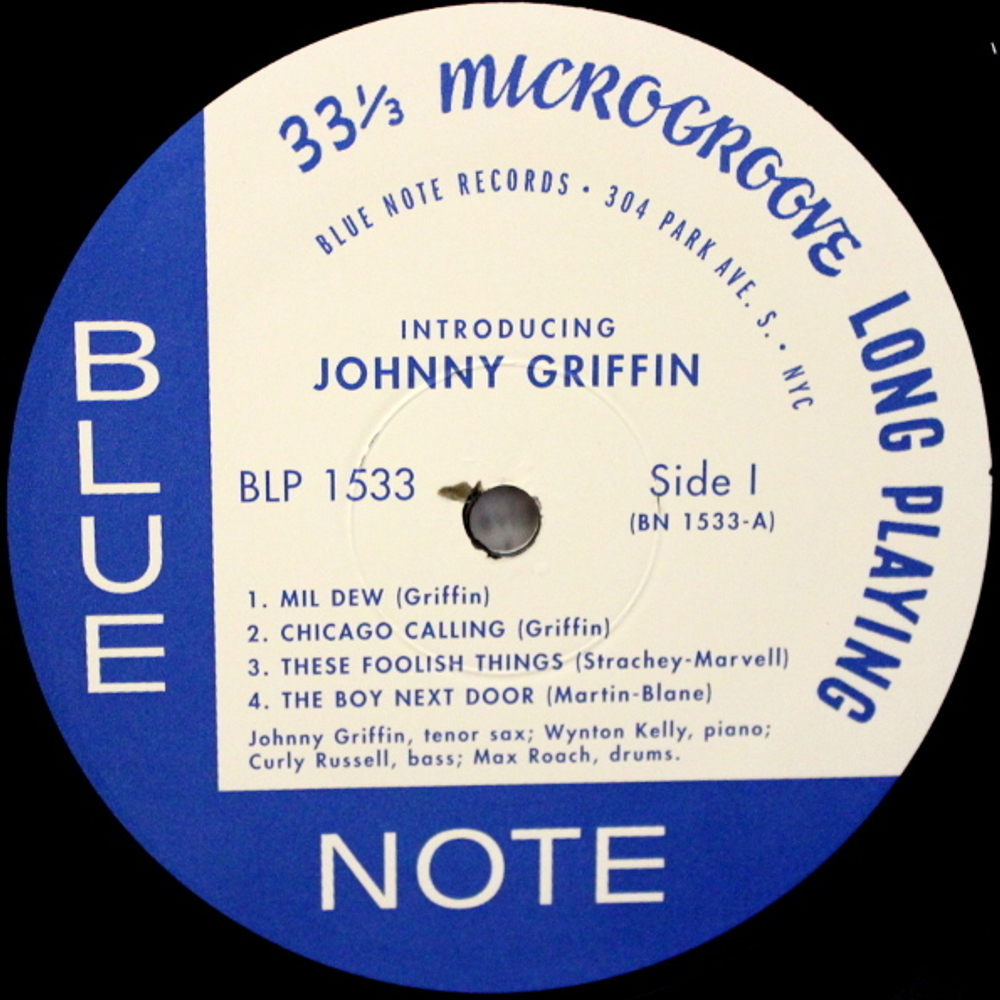 33⅓ MICROGROOVE LONG PLAYING
BLUE NOTE RECORDS • 304 PARK AVE. S. • NYC
INTRODUCING
JOHNNY GRIFFIN
BLP 1533
Side 1
(BN 1533-A)
1. MIL DEW (Griffin)
2. CHICAGO CALLING (Griffin)
3. THESE FOOLISH THINGS (Strachey-Marvell)
4. THE BOY NEXT DOOR (Martin-Blane)
Johnny Griffin, tenor sax; Wynton Kelly, piano;
Curly Russell, bass; Max Roach, drums.
BLUE
NOTE